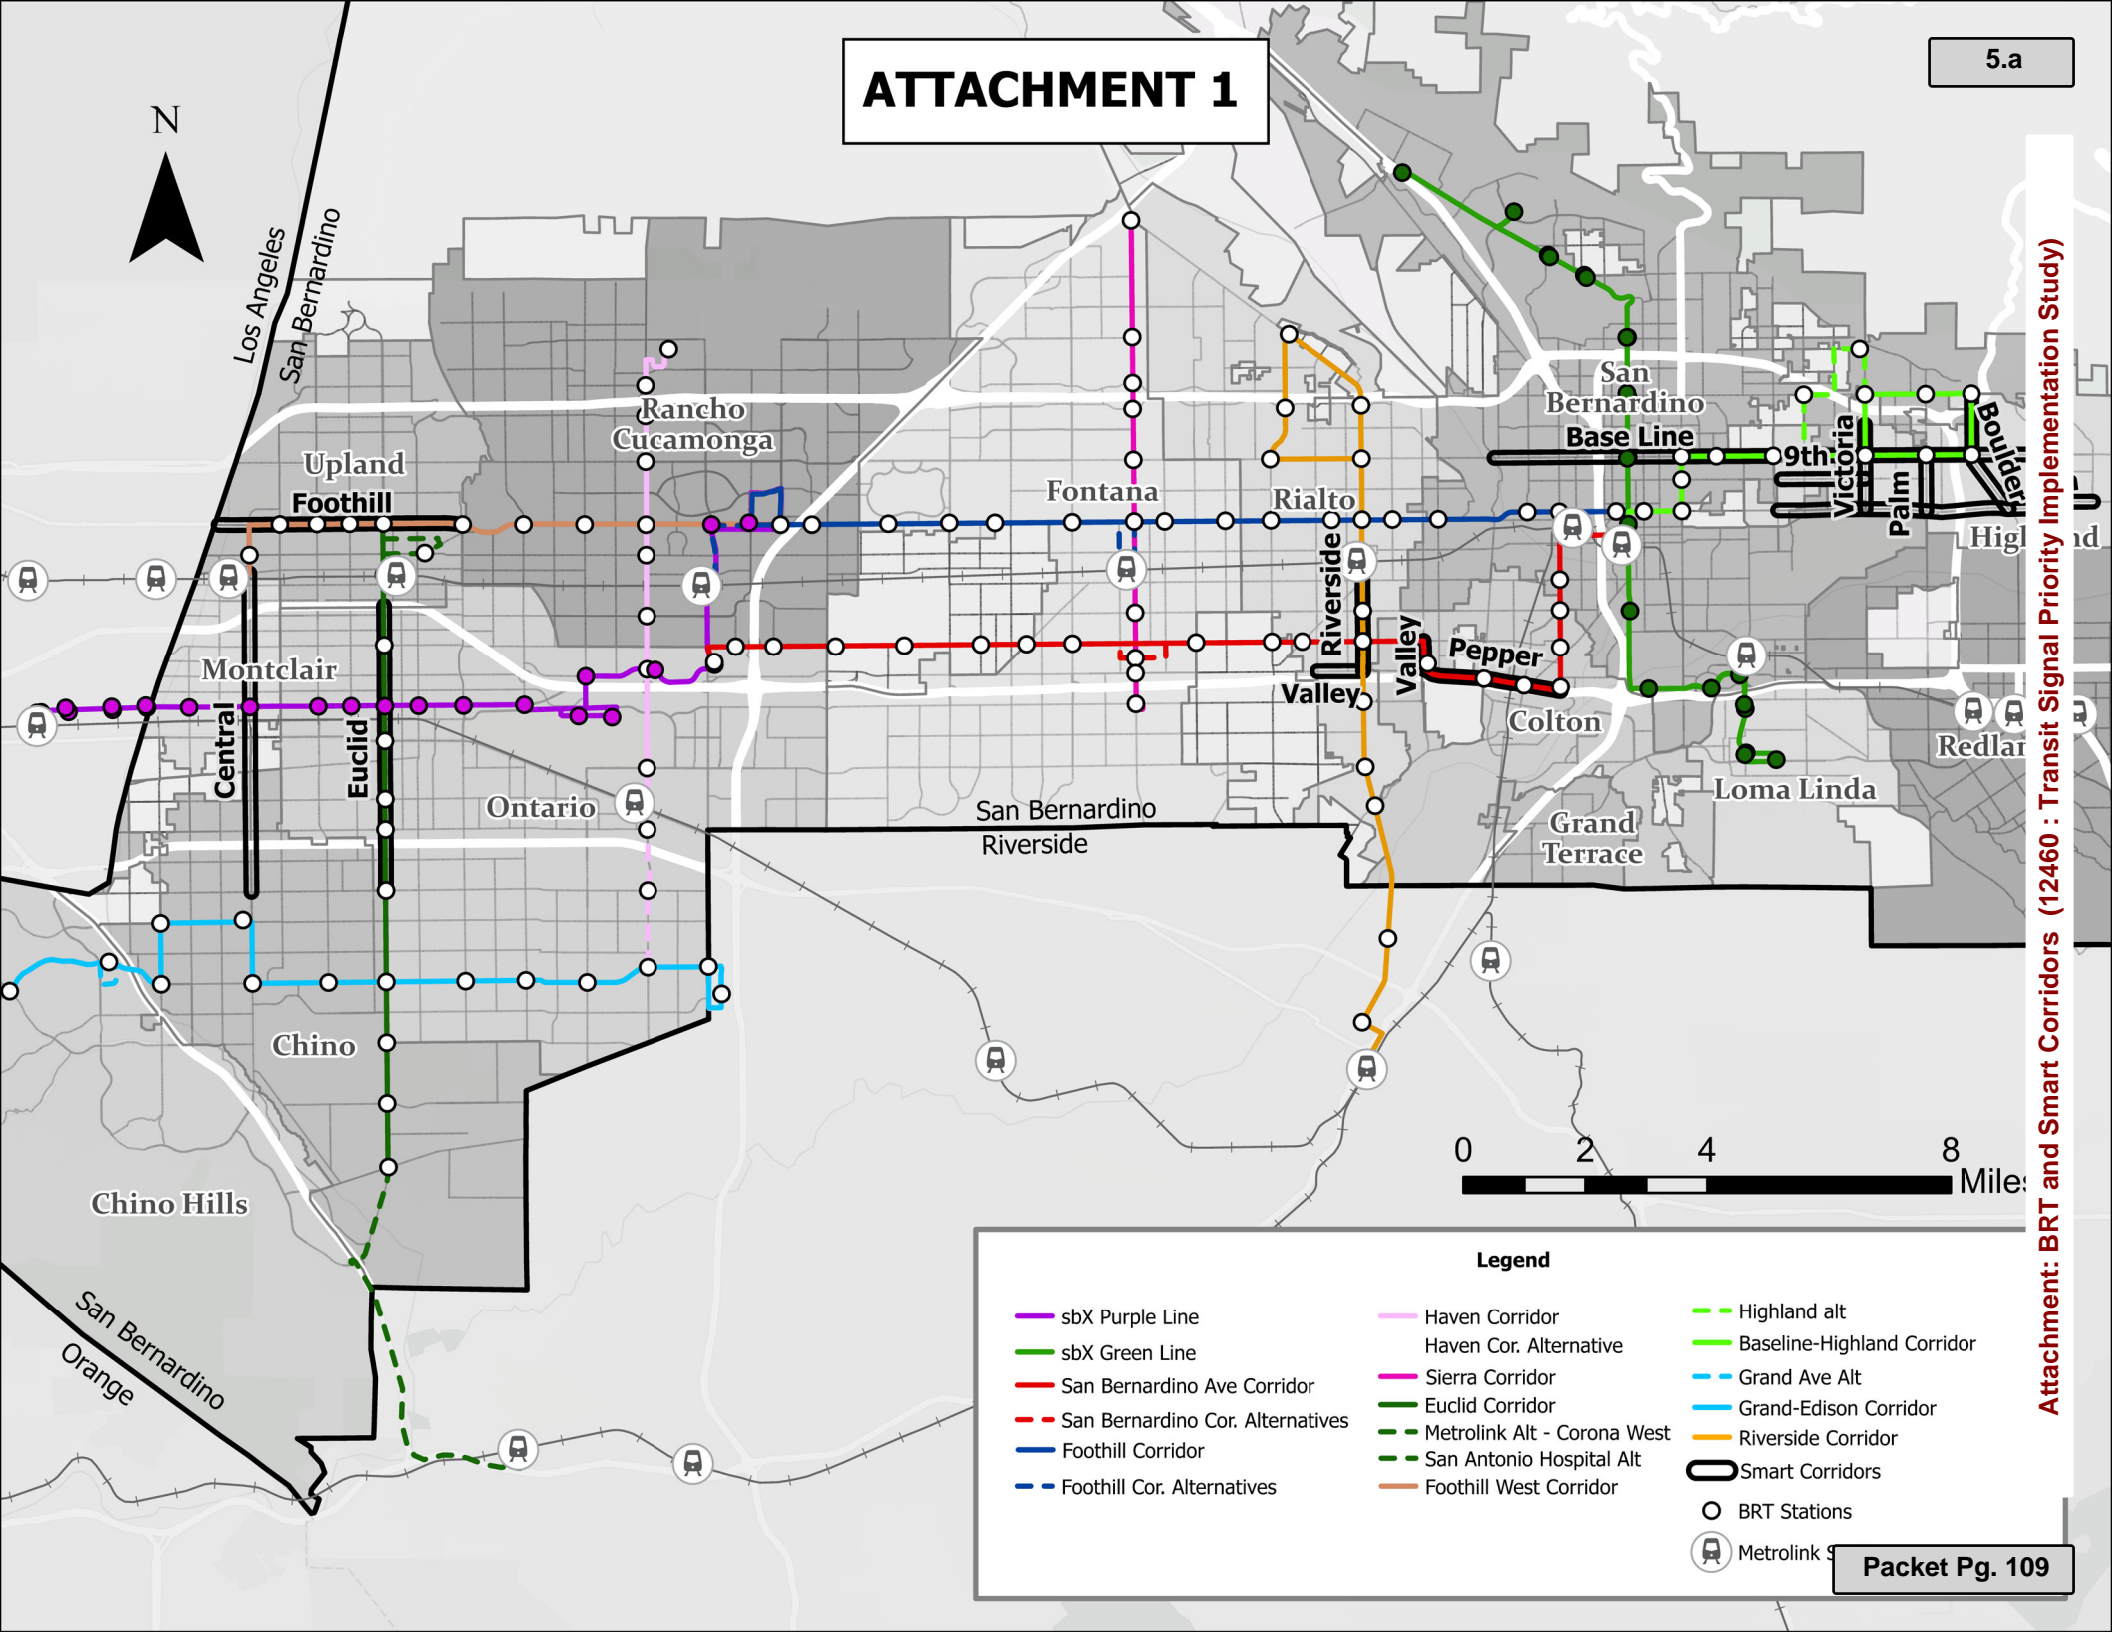 ATTACHMENT 1
5.a
N
Los Angeles
San Bernardino
Rancho
Cucamonga
Upland
Foothill
Fontana
Rialto
San
Bernardino
Base Line
9th
Victoria
Palm
Boulder
Montclair
Central
Euclid
Ontario
Riverside
Valley
Valley
Pepper
Colton
Loma Linda
Grand
Terrace
San Bernardino
Riverside
Chino
Chino Hills
San Bernardino
Orange
0 2 4 8
Miles
Legend
sbX Purple Line
sbX Green Line
San Bernardino Ave Corridor
San Bernardino Cor. Alternatives
Foothill Corridor
Foothill Cor. Alternatives
Haven Corridor
Haven Cor. Alternative
Sierra Corridor
Euclid Corridor
Metrolink Alt - Corona West
San Antonio Hospital Alt
Foothill West Corridor
Highland alt
Baseline-Highland Corridor
Grand Ave Alt
Grand-Edison Corridor
Riverside Corridor
Smart Corridors
BRT Stations
Metrolink
Packet Pg. 109
Attachment: BRT and Smart Corridors (12460 : Transit Signal Priority Implementation Study)